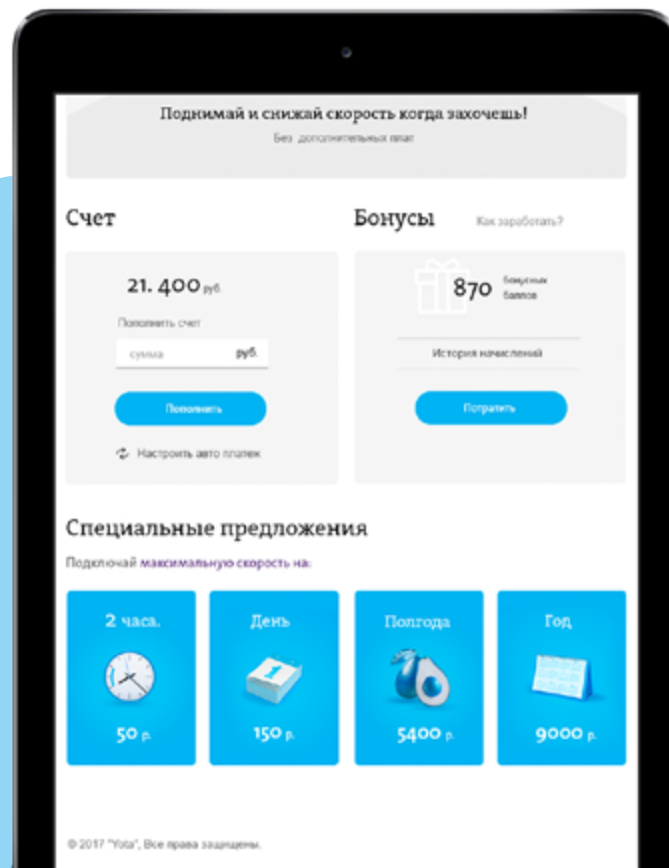 Поднимай и снижай скорость когда захочешь!
Без дополнительных плат
Счет
21. 400 руб.
Пополнить счет
сумма руб.
Пополнить
Настроить авто платеж
Бонусы Как заработать?
870 бонусных
баллов
История начислений
Потратить
Специальные предложения
Подключай максимальную скорость на:
2 часа.
50 р.
День
1
150 р.
Полгода
5400 р.
Год
9000 р.
© 2017 "Yota", Все права защищены.